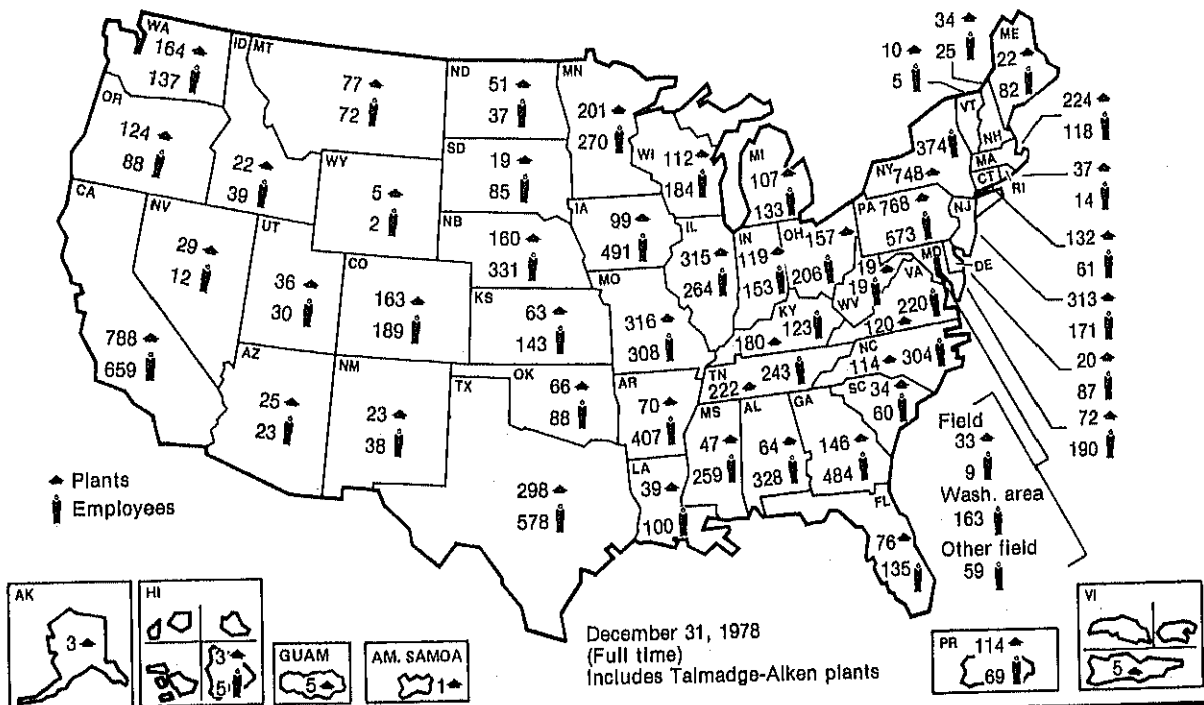 WA
164
137
ID
MT
77
72
ND
51
37
MN
201
270
10
5
34
25
ME
22
82
OR
124
88
22
39
WY
5
2
SD
19
85
WI
112
184
MI
107
133
VT
NH
374
NY
748
MA
CT
RI
224
118
37
14
CA
788
659
NV
29
12
UT
36
30
CO
163
189
NB
160
331
IA
99
491
IL
315
264
IN
119
153
OH
157
206
PA
768
573
NJ
132
61
MD
DE
WV
19
19
VA
220
120
313
171
KS
63
143
MO
316
308
KY
180
123
20
87
AZ
25
23
NM
23
38
TX
298
578
OK
66
88
AR
70
407
TN
222
243
NC
114
304
SC
34
60
72
190
MS
47
259
AL
64
328
GA
146
484
LA
39
100
FL
76
135
Field
33
9
Wash. area
163
Other field
59
Plants
Employees
AK
3
HI
3
5
GUAM
5
AM. SAMOA
1
December 31, 1978
(Full time)
Includes Talmadge-Aiken plants
PR
114
69
VI
5